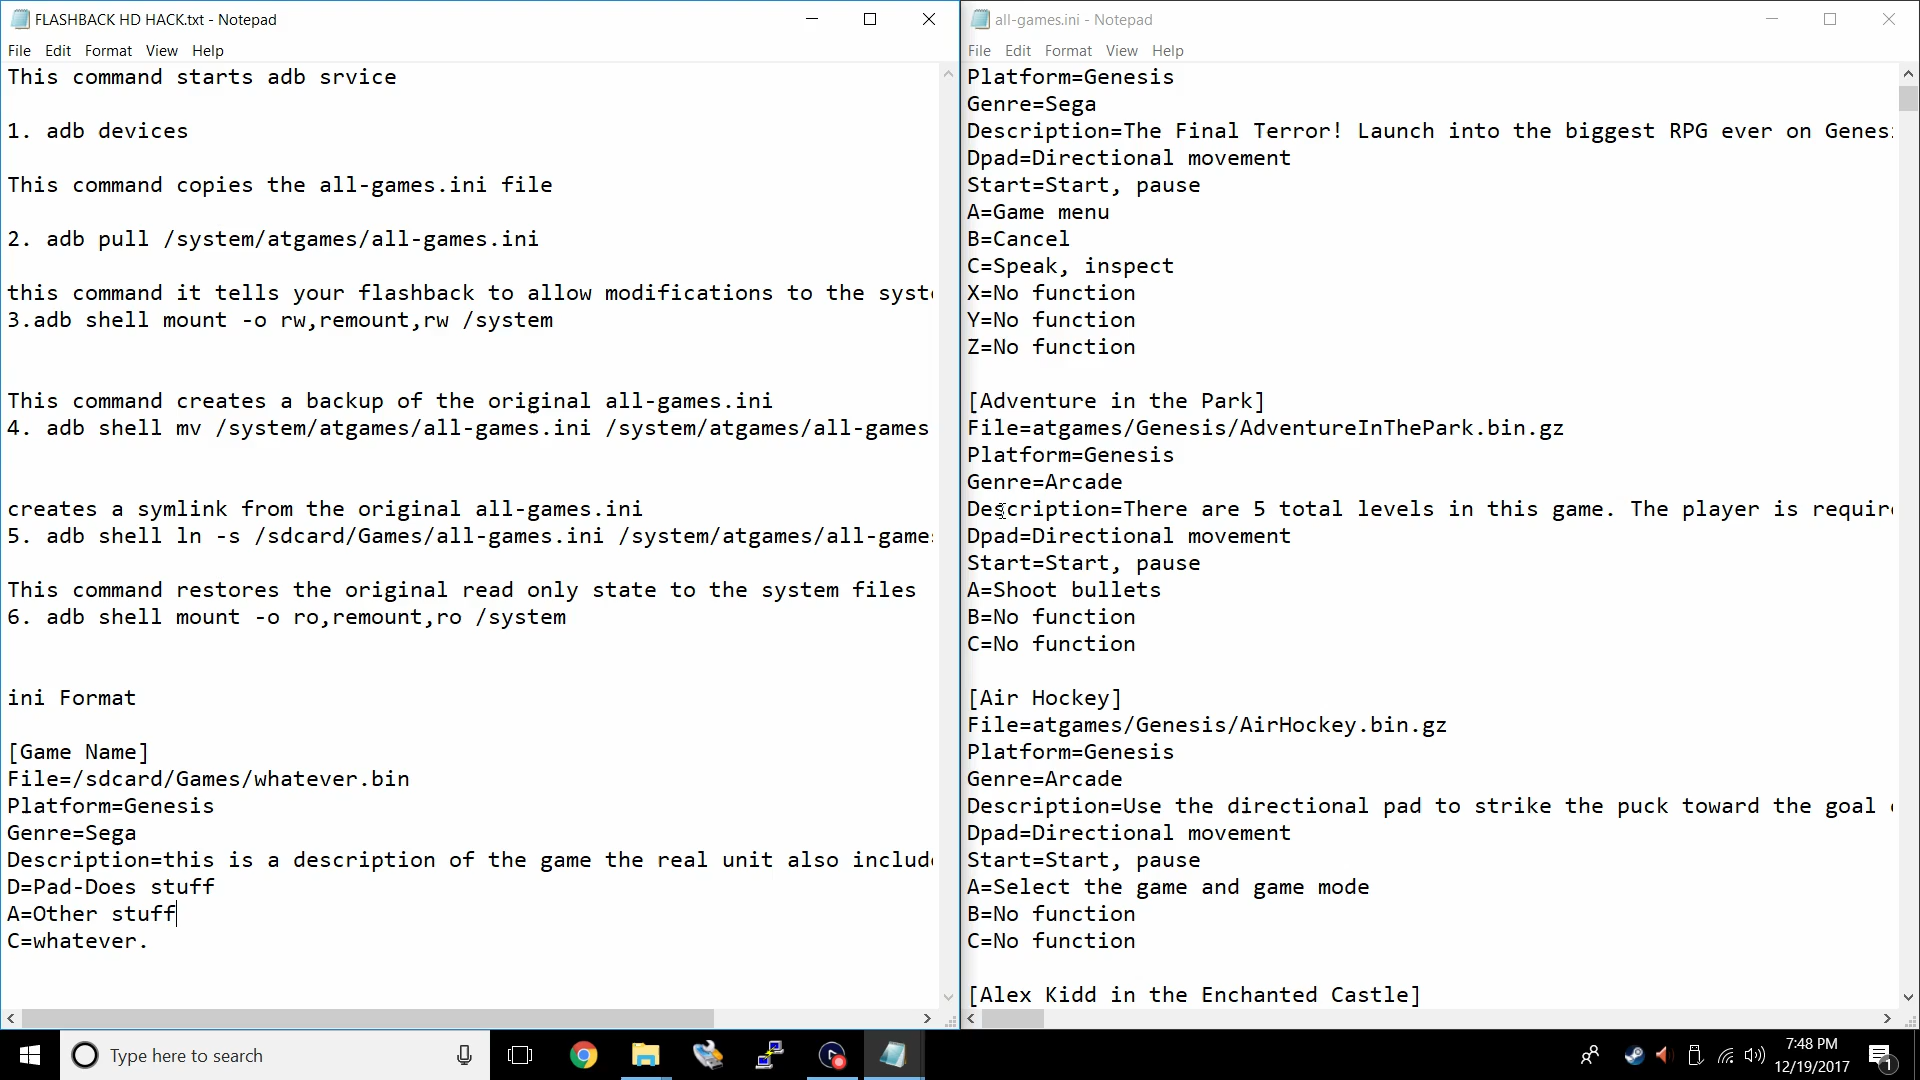 FLASHBACK HD HACK.txt - Notepad
File Edit Format View Help
This command starts adb srvice
1. adb devices
This command copies the all-games.ini file
2. adb pull /system/atgames/all-games.ini
this command it tells your flashback to allow modifications to the syst
3.adb shell mount -o rw,remount,rw /system
This command creates a backup of the original all-games.ini
4. adb shell mv /system/atgames/all-games.ini /system/atgames/all-games
creates a symlink from the original all-games.ini
5. adb shell ln -s /sdcard/Games/all-games.ini /system/atgames/all-game
This command restores the original read only state to the system files
6. adb shell mount -o ro,remount,ro /system
ini Format
[Game Name]
File=/sdcard/Games/whatever.bin
Platform=Genesis
Genre=Sega
Description=this is a description of the game the real unit also includ
D=Pad-Does stuff
A=Other stuff
C=whatever.
all-games.ini - Notepad
File Edit Format View Help
Platform=Genesis
Genre=Sega
Description=The Final Terror! Launch into the biggest RPG ever on Genes
Dpad=Directional movement
Start=Start, pause
A=Game menu
B=Cancel
C=Speak, inspect
X=No function
Y=No function
Z=No function
[Adventure in the Park]
File=atgames/Genesis/AdventureInThePark.bin.gz
Platform=Genesis
Genre=Arcade
Description=There are 5 total levels in this game. The player is requir
Dpad=Directional movement
Start=Start, pause
A=Shoot bullets
B=No function
C=No function
[Air Hockey]
File=atgames/Genesis/AirHockey.bin.gz
Platform=Genesis
Genre=Arcade
Description=Use the directional pad to strike the puck toward the goal
Dpad=Directional movement
Start=Start, pause
A=Select the game and game mode
B=No function
C=No function
[Alex Kidd in the Enchanted Castle]
Type here to search
7:48 PM
12/19/2017
1